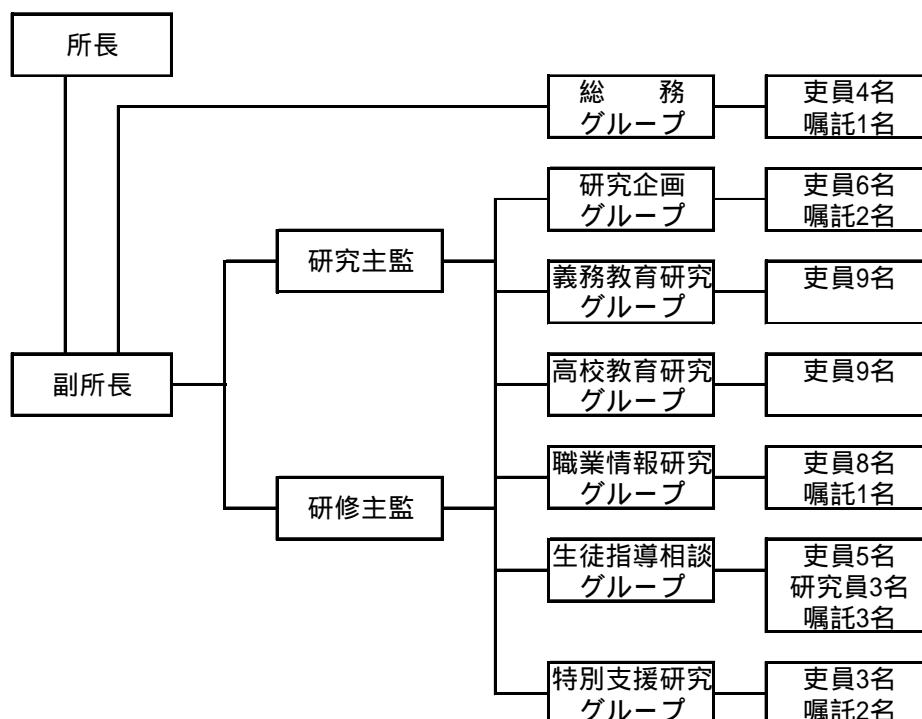 所長
総　　務
グループ
吏員4名
嘱託1名
研究企画
グループ
吏員6名
嘱託2名
研究主監
義務教育研究
グループ
吏員9名
副所長
高校教育研究
グループ
吏員9名
職業情報研究
グループ
吏員8名
嘱託1名
研修主監
生徒指導相談
グループ
吏員5名
研究員3名
嘱託3名
特別支援研究
グループ
吏員3名
嘱託2名